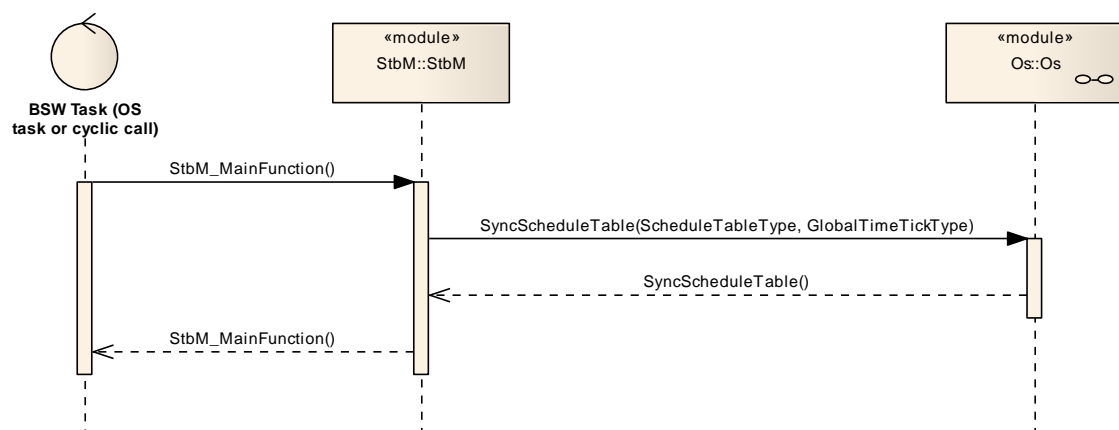 «module»
StbM::StbM
«module»
Os::Os
BSW Task (OS
task or cyclic call)
StbM_MainFunction()
SyncScheduleTable(ScheduleTableType, GlobalTimeTickType)
SyncScheduleTable()
StbM_MainFunction()